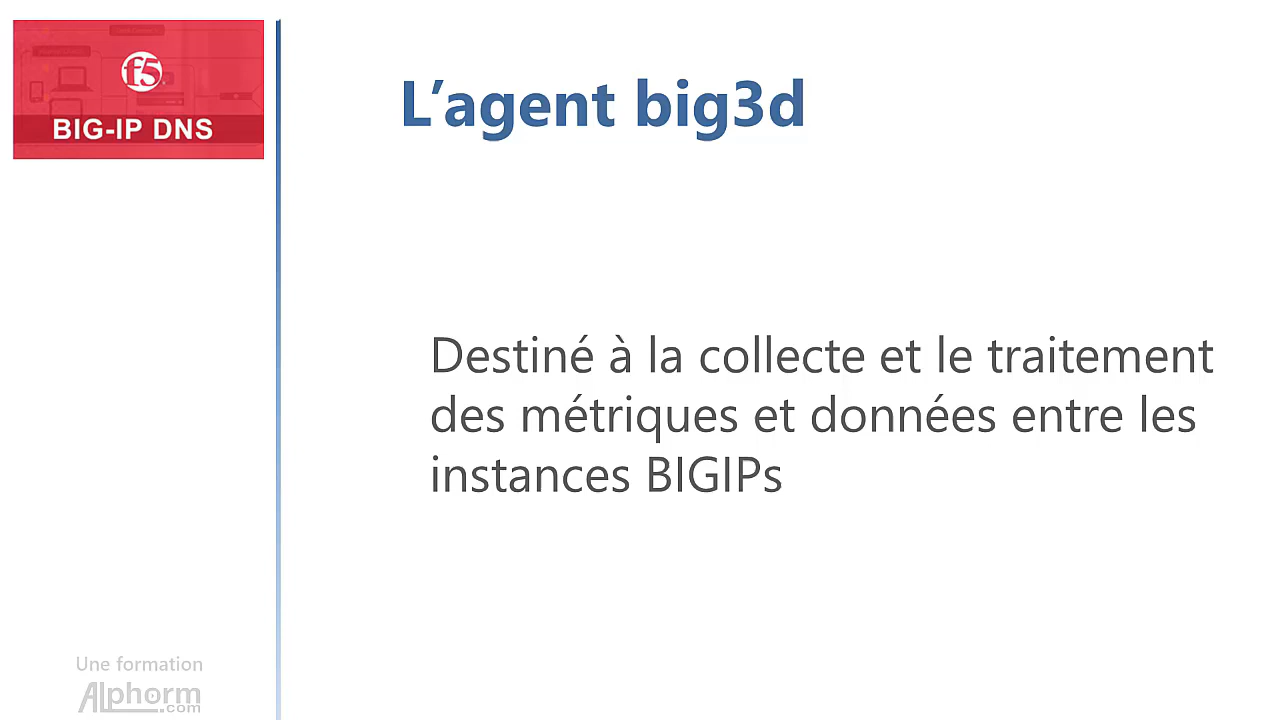 f5
BIG-IP DNS
L’agent big3d
Destiné à la collecte et le traitement
des métriques et données entre les
instances BIGIPs
Une formation
Alphorm
.com